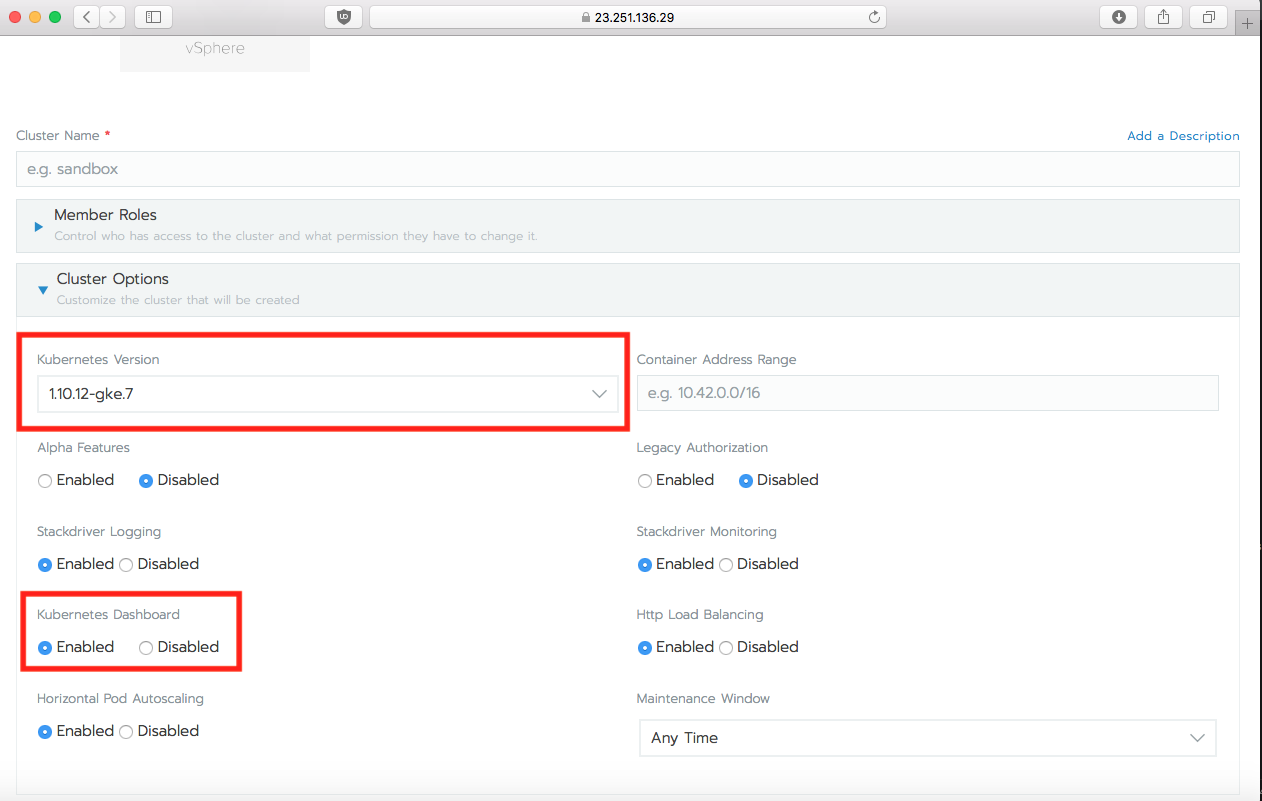 23.251.136.29
vSphere
Cluster Name *
Add a Description
e.g. sandbox
Member Roles
Control who has access to the cluster and what permission they have to change it.
Cluster Options
Customize the cluster that will be created
Kubernetes Version
Container Address Range
1.10.12-gke.7
e.g. 10.42.0.0/16
Alpha Features
Legacy Authorization
Enabled Disabled
Enabled Disabled
Stackdriver Logging
Stackdriver Monitoring
Enabled Disabled
Enabled Disabled
Kubernetes Dashboard
Http Load Balancing
Enabled Disabled
Enabled Disabled
Horizontal Pod Autoscaling
Maintenance Window
Enabled Disabled
Any Time